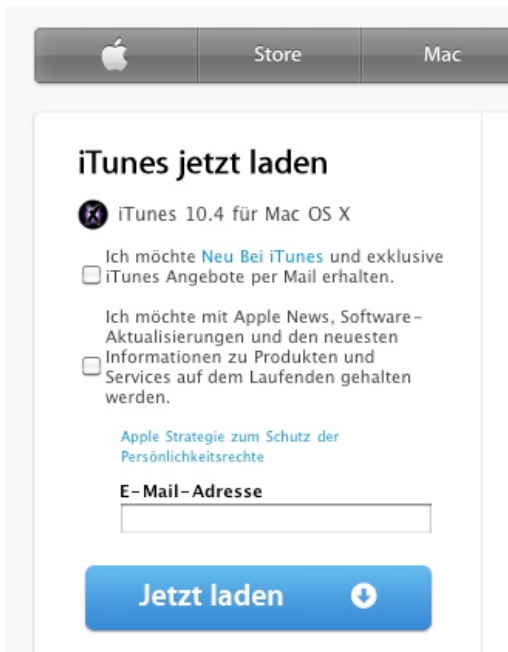 Store Mac
iTunes jetzt laden
iTunes 10.4 für Mac OS X
Ich möchte Neu Bei iTunes und exklusive
iTunes Angebote per Mail erhalten.
Ich möchte mit Apple News, Software-
Aktualisierungen und den neuesten
Informationen zu Produkten und
Services auf dem Laufenden gehalten
werden.
Apple Strategie zum Schutz der
Persönlichkeitsrechte
E-Mail-Adresse
Jetzt laden